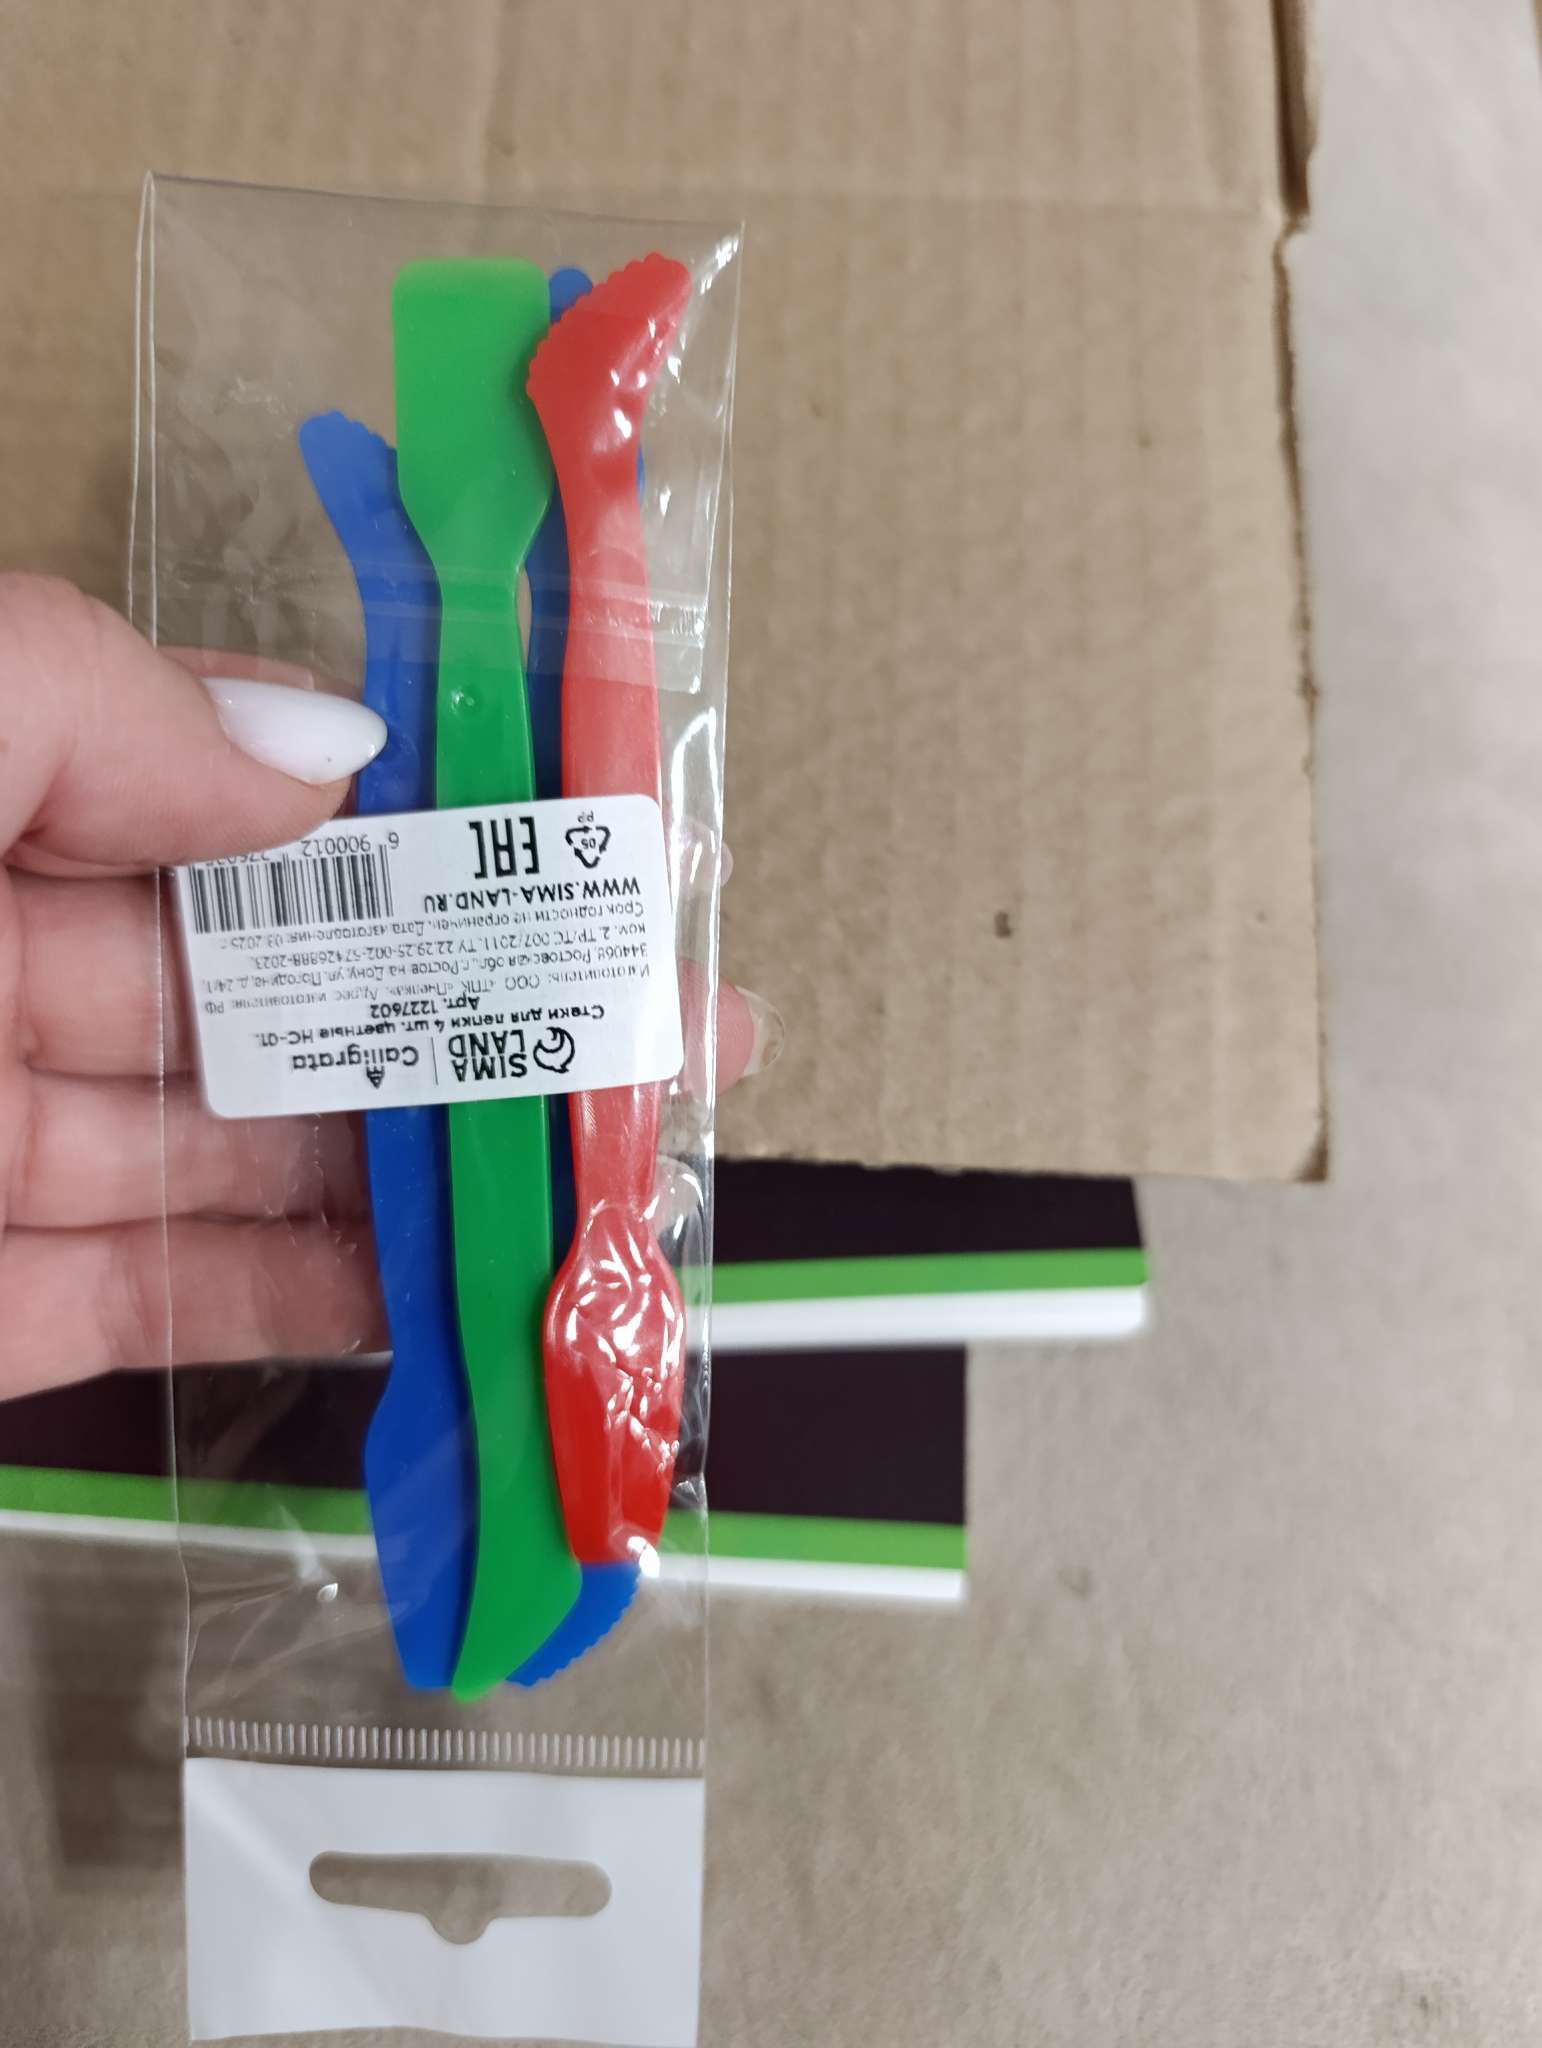 SIMA LAND
Calligrata
Стеки для лепки 4 шт. цветные НС-01.
Арт. 1227602
Изготовитель: ООО «ТПК «Пчелка». Адрес изготовителя: РФ
344068, Ростовская обл., г. Ростов на Дону, ул. Погодина, д. 24/1,
ком. 2. ТР/ТС 007/2011. ТУ 22.29.25-002-57426888-2023.
Срок годности не ограничен. Дата изготовления: 03.2025 г.
WWW.SIMA-LAND.RU
6 900012
EAC
05
PP